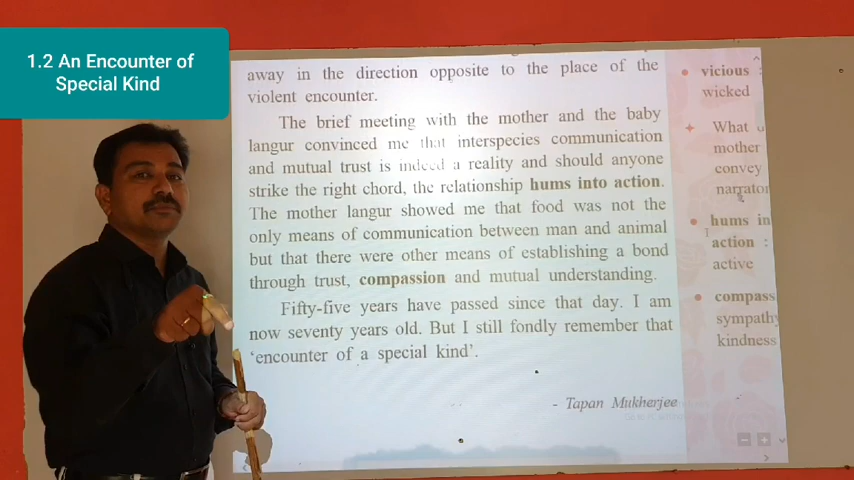 1.2 An Encounter of
Special Kind
away in the direction opposite to the place of the
violent encounter.
The brief meeting with the mother and the baby
langur convinced me that interspecies communication
and mutual trust is indeed a reality and should anyone
strike the right chord, the relationship hums into action.
The mother langur showed me that food was not the
only means of communication between man and animal
but that there were other means of establishing a bond
through trust, compassion and mutual understanding.
Fifty-five years have passed since that day. I am
now seventy years old. But I still fondly remember that
‘encounter of a special kind’.
- Tapan Mukherjee
vicious :
wicked
What
mother
convey
narrator
hums in
action :
active
compass
sympathy
kindness